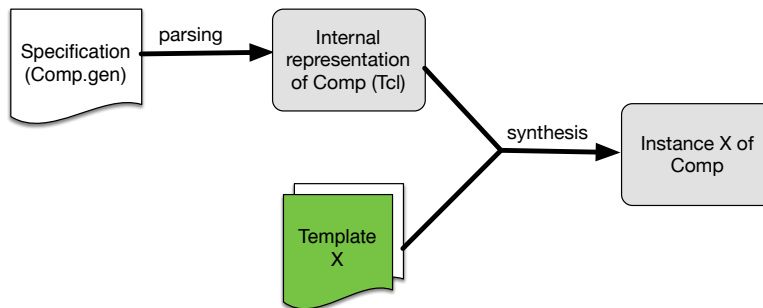 Specification
(Comp.gen)
parsing
Internal
representation
of Comp (Tcl)
synthesis
Instance X of
Comp
Template
X